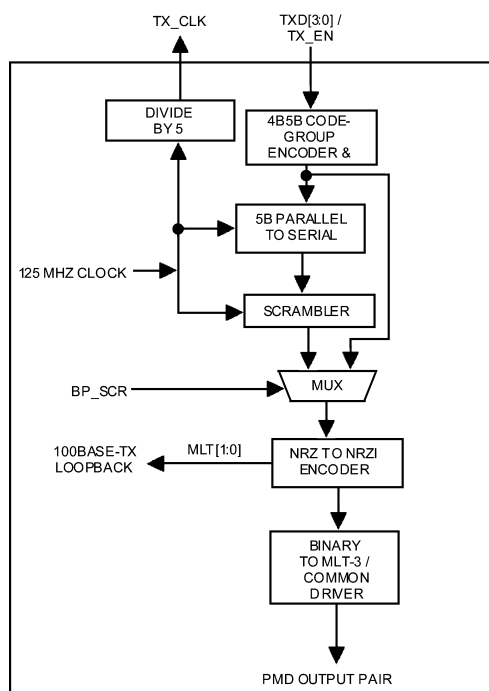 TX_CLK
TXD[3:0] /
TX_EN
DIVIDE
BY 5
4B5B CODE-
GROUP
ENCODER &
5B PARALLEL
TO SERIAL
125 MHZ CLOCK
SCRAMBLER
MUX
BP_SCR
100BASE-TX
LOOPBACK
MLT[1:0]
NRZ TO NRZI
ENCODER
BINARY
TO MLT-3 /
COMMON
DRIVER
PMD OUTPUT PAIR